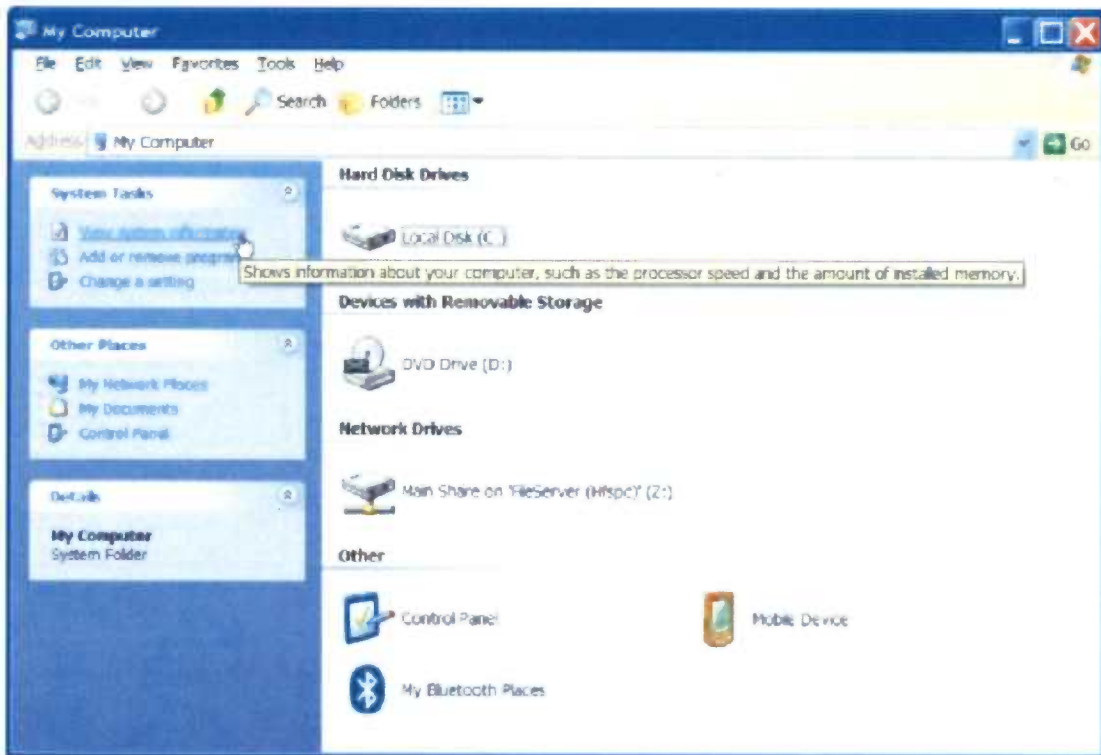 My Computer
File Edit View Favorites Tools Help
Search Folders
Address My Computer Go
System Tasks
View system information
Add or remove program
Change a setting
Other Places
My Network Places
My Documents
Control Panel
Details
My Computer
System Folder
Hard Disk Drives
Local Disk (C:)
Shows information about your computer, such as the processor speed and the amount of installed memory.
Devices with Removable Storage
DVD Drive (D:)
Network Drives
Main Share on 'FileServer (Hfspc)' (Z:)
Other
Control Panel
Mobile Device
My Bluetooth Places